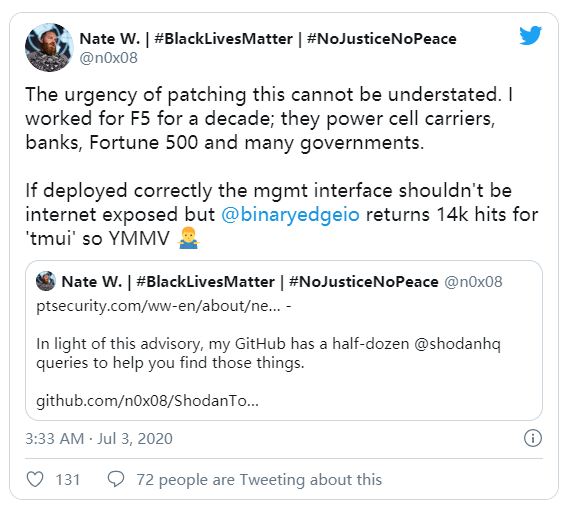 Nate W. | #BlackLivesMatter | #NoJusticeNoPeace
@n0x08
The urgency of patching this cannot be understated. I
worked for F5 for a decade; they power cell carriers,
banks, Fortune 500 and many governments.
If deployed correctly the mgmt interface shouldn't be
internet exposed but @binaryedgeio returns 14k hits for
'tmui' so YMMV 🤷‍♂️
Nate W. | #BlackLivesMatter | #NoJusticeNoPeace @n0x08
ptsecurity.com/ww-en/about/ne... -
In light of this advisory, my GitHub has a half-dozen @shodanhq
queries to help you find those things.
github.com/n0x08/ShodanTo...
3:33 AM · Jul 3, 2020
131
72 people are Tweeting about this